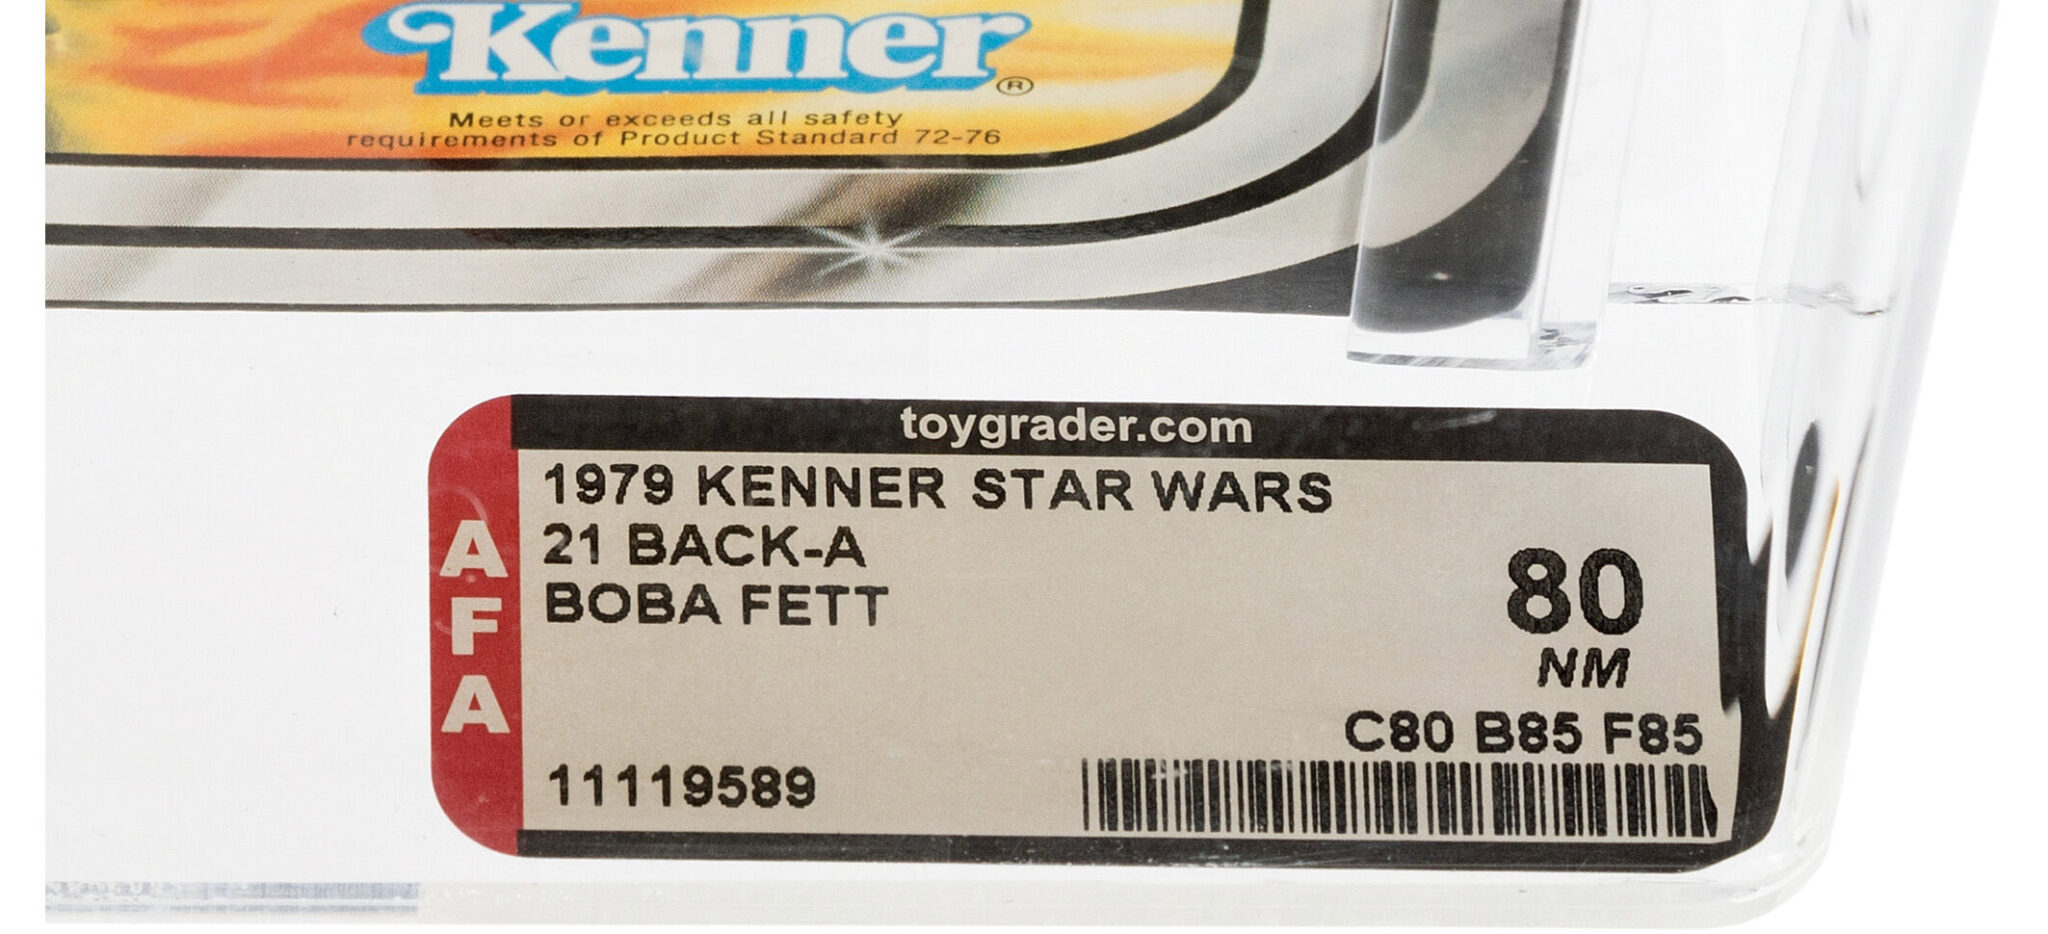 Kenner®
Meets or exceeds all safety
requirements of Product Standard 72-76
toygrader.com
1979 KENNER STAR WARS
21 BACK-A
BOBA FETT
AFA
80
NM
C80 B85 F85
11119589